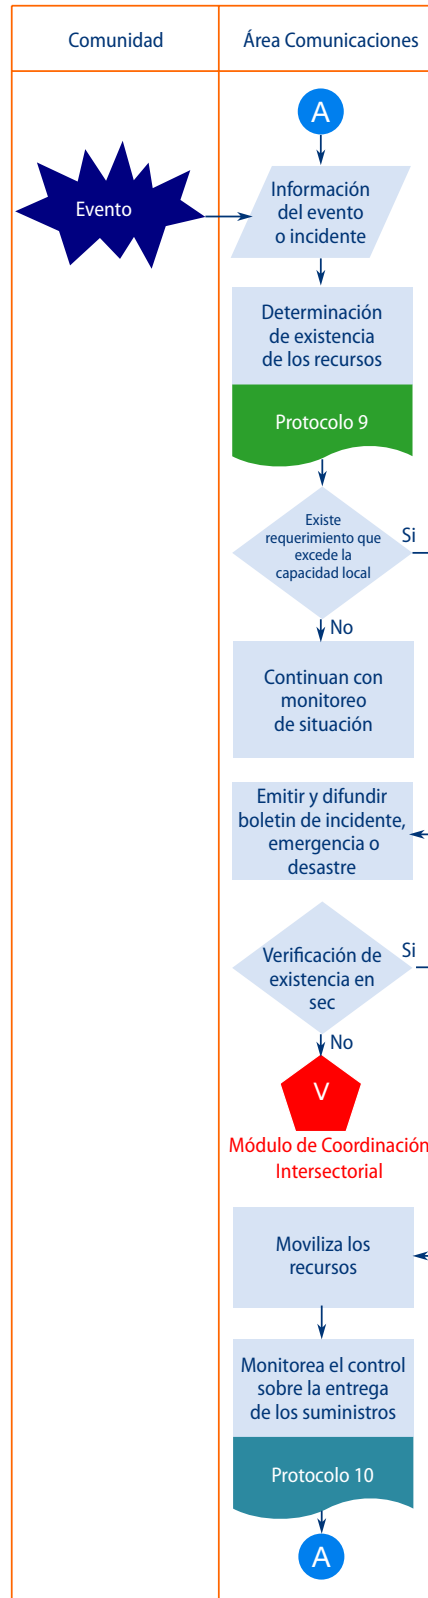 Comunidad
Área Comunicaciones
A
Evento
Información
del evento
o incidente
Determinación
de existencia
de los recursos
Protocolo 9
Existe
requerimiento que
excede la
capacidad local
Si
No
Continuan con
monitoreo
de situación
Emitir y difundir
boletin de incidente,
emergencia o
desastre
Verificación de
existencia en
sec
Si
No
V
Módulo de Coordinación
Intersectorial
Moviliza los
recursos
Monitorea el control
sobre la entrega
de los suministros
Protocolo 10
A